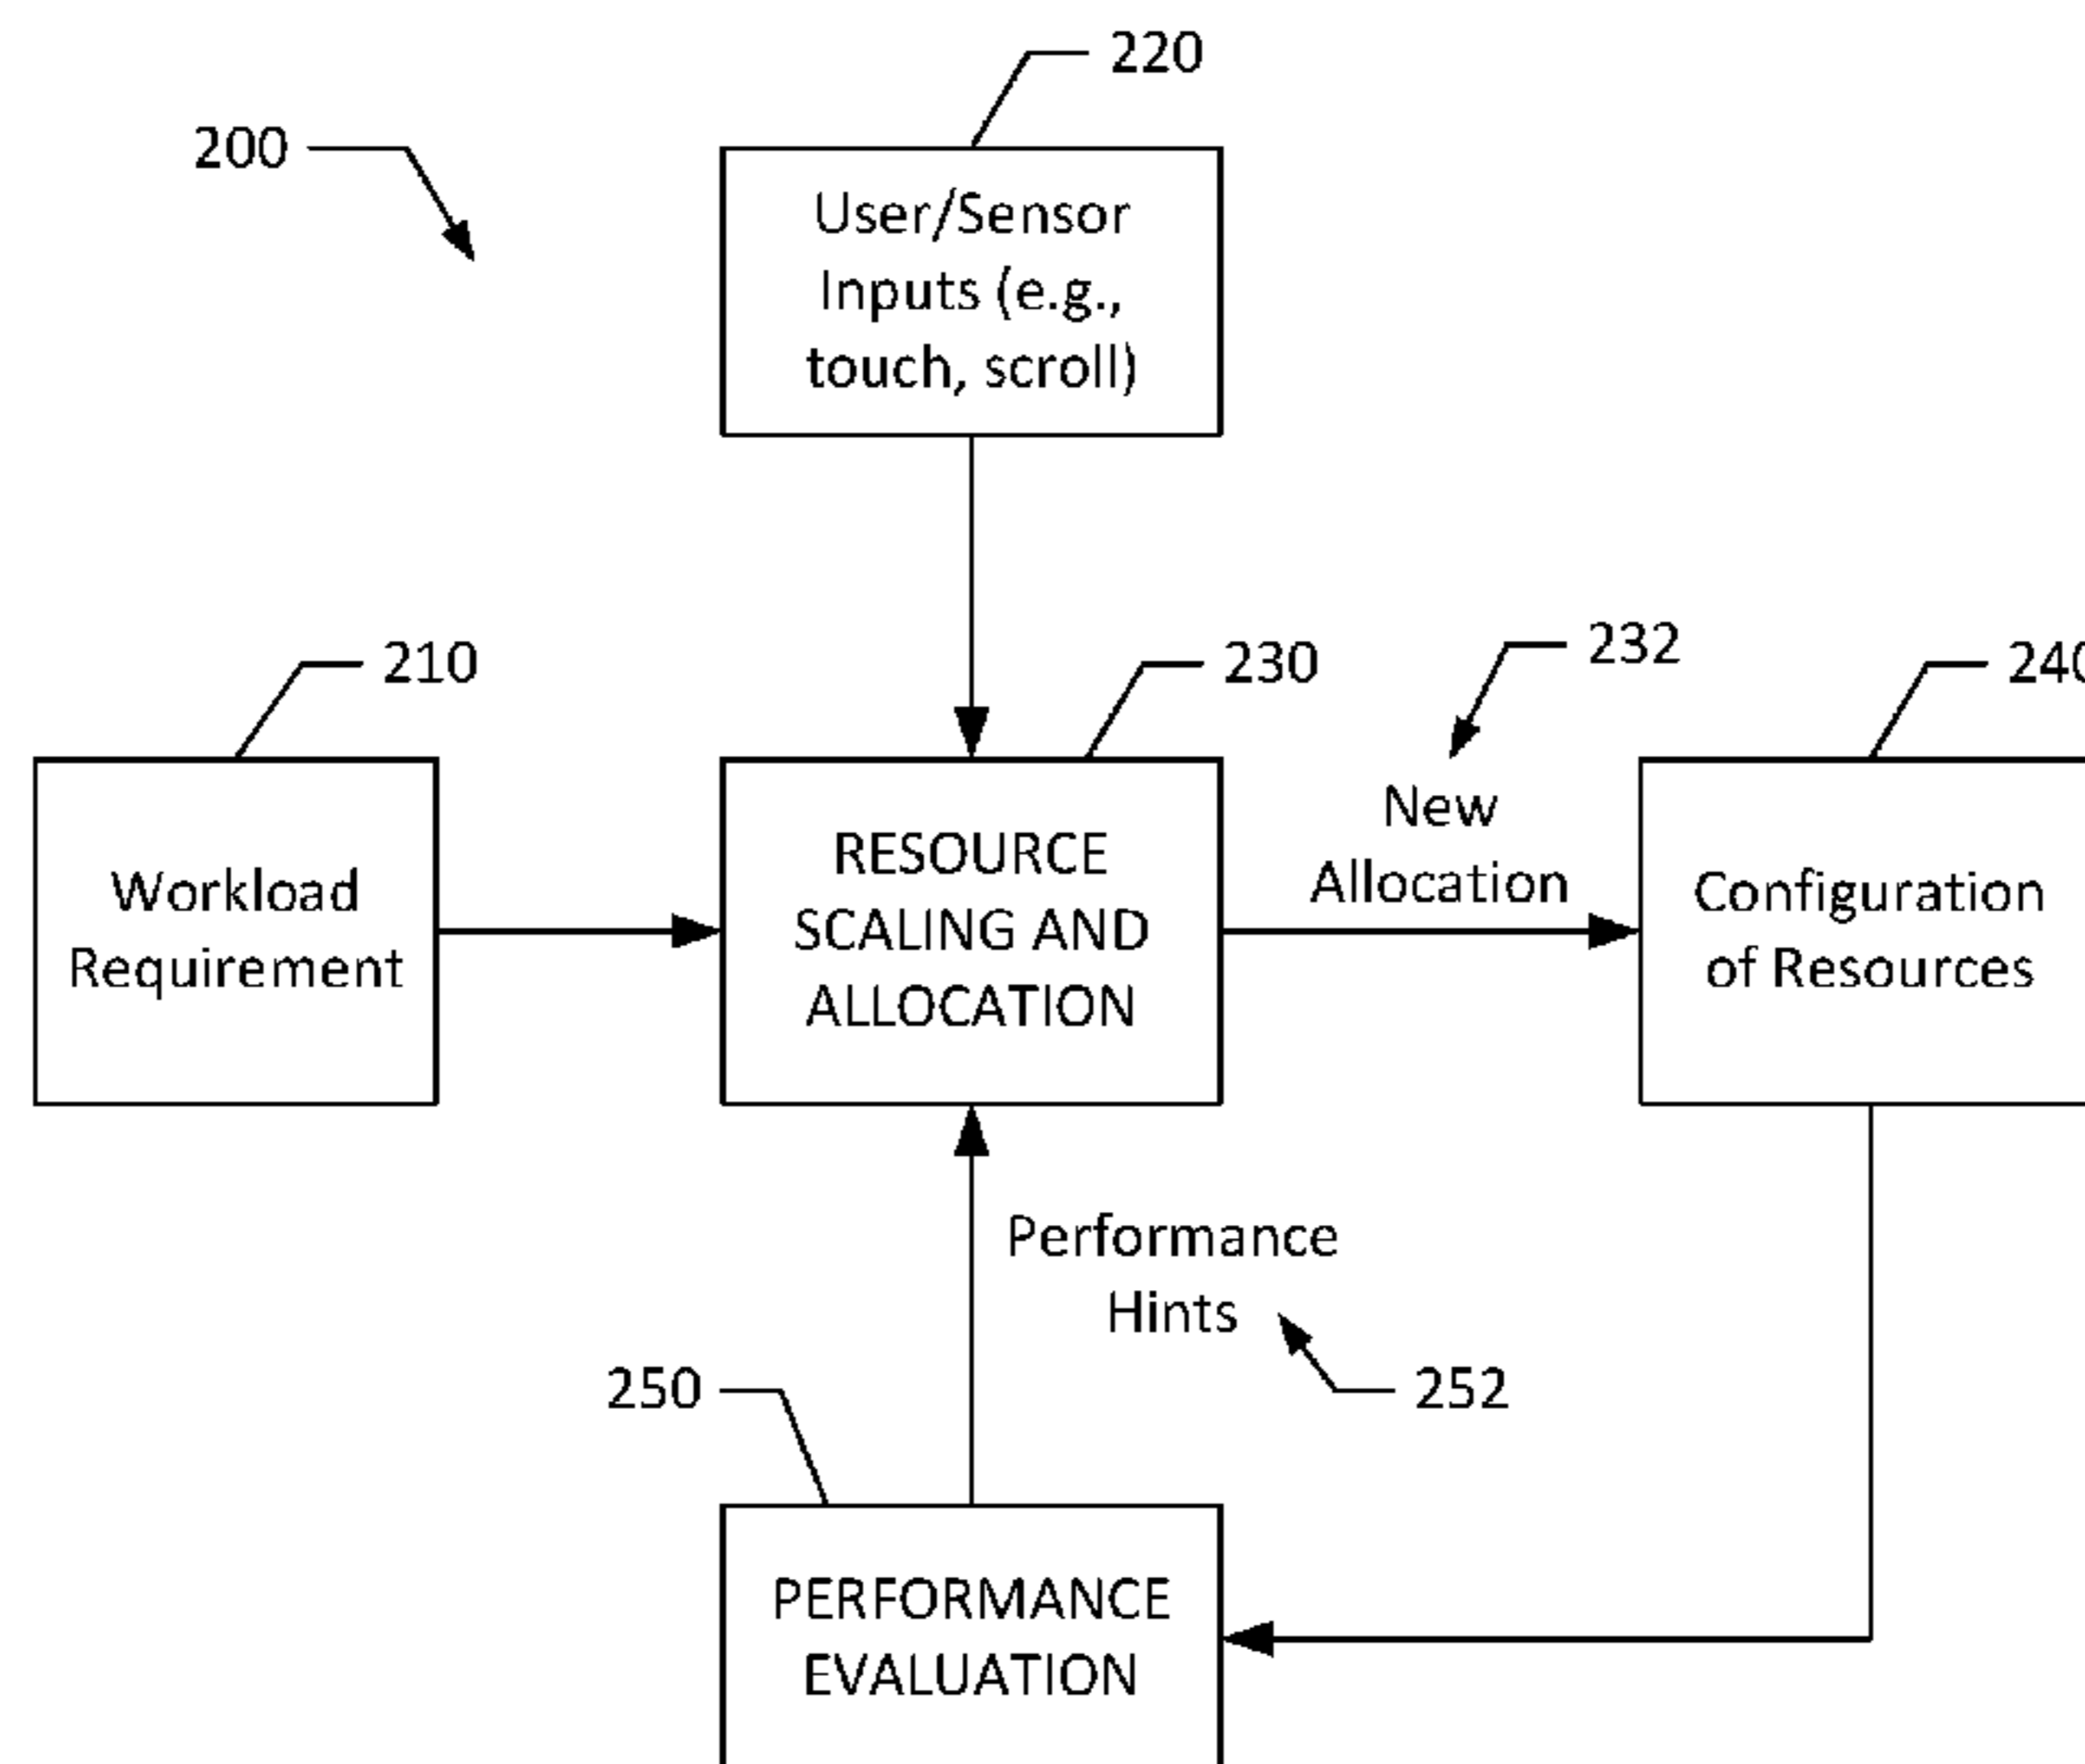 220
200
User/Sensor
Inputs (e.g.,
touch, scroll)
232
210
230
240
New
Allocation
Workload
Requirement
RESOURCE
SCALING AND
ALLOCATION
Configuration
of Resources
Performance
Hints
250
252
PERFORMANCE
EVALUATION